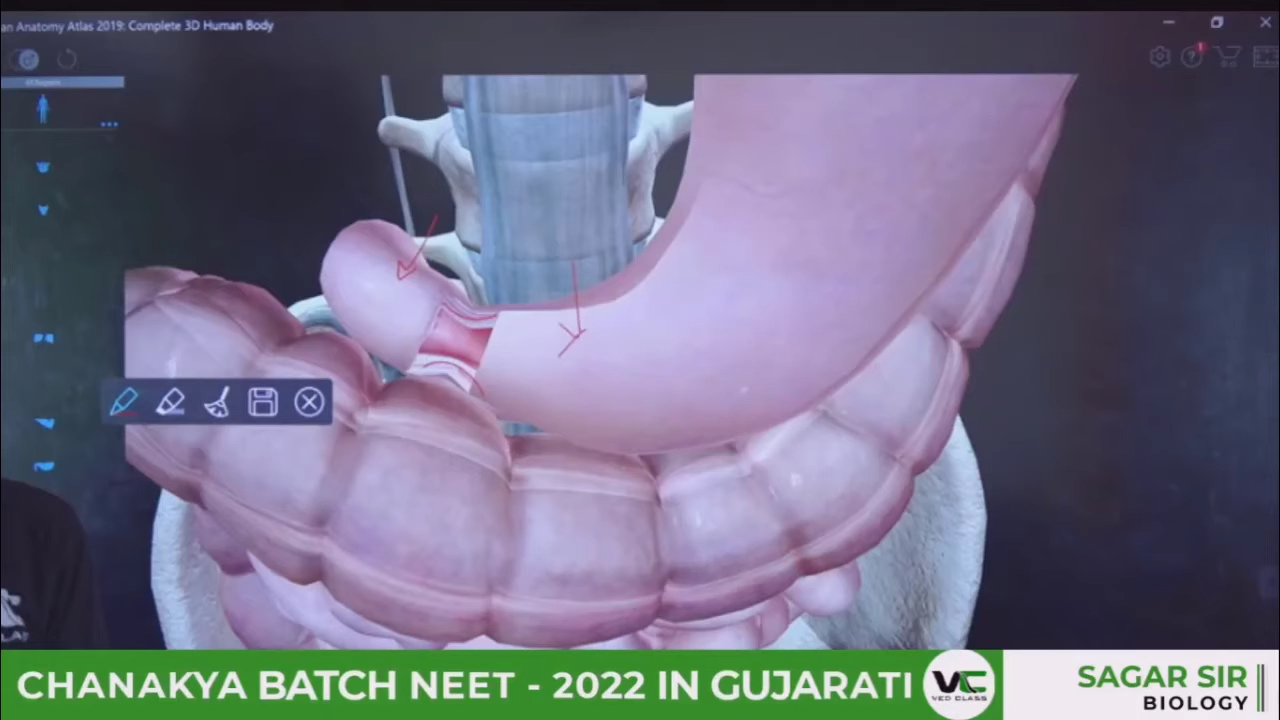 an Anatomy Atlas 2019: Complete 3D Human Body
CHANAKYA BATCH NEET - 2022 IN GUJARATI
VC
VED CLASS
SAGAR SIR
BIOLOGY